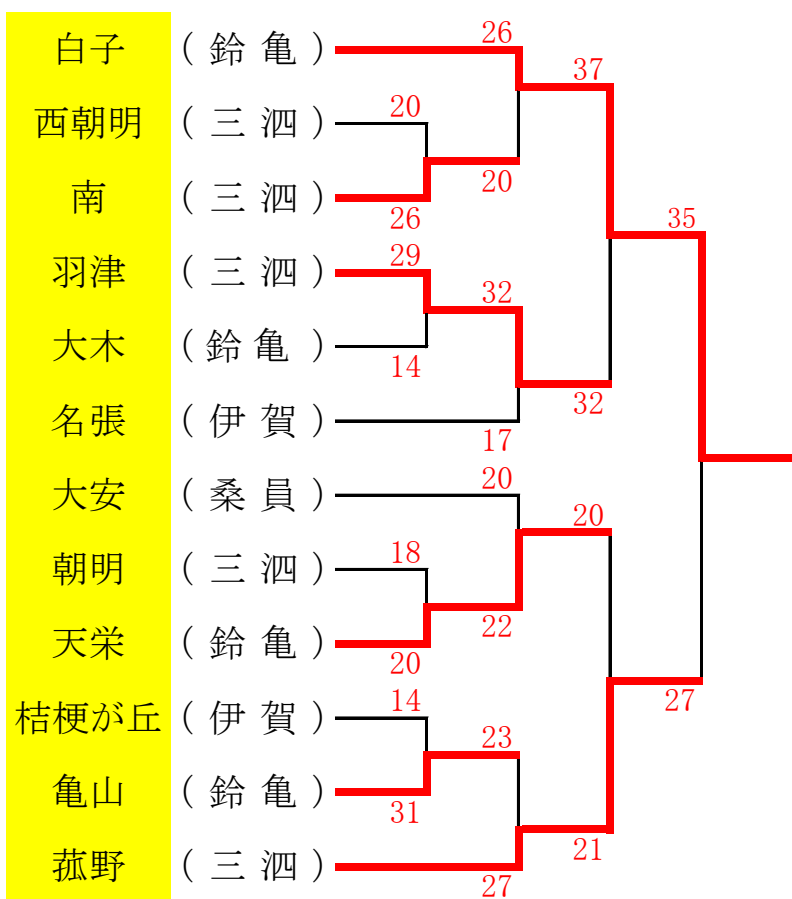 白子 (鈴亀) 26
37
西朝明 (三泗) 20
南 (三泗) 26
20
35
羽津 (三泗) 29
32
大木 (鈴亀) 14
32
名張 (伊賀) 17
大安 (桑員) 20
20
朝明 (三泗) 18
22
天栄 (鈴亀) 20
27
桔梗が丘 (伊賀) 14
23
亀山 (鈴亀) 31
21
菰野 (三泗) 27